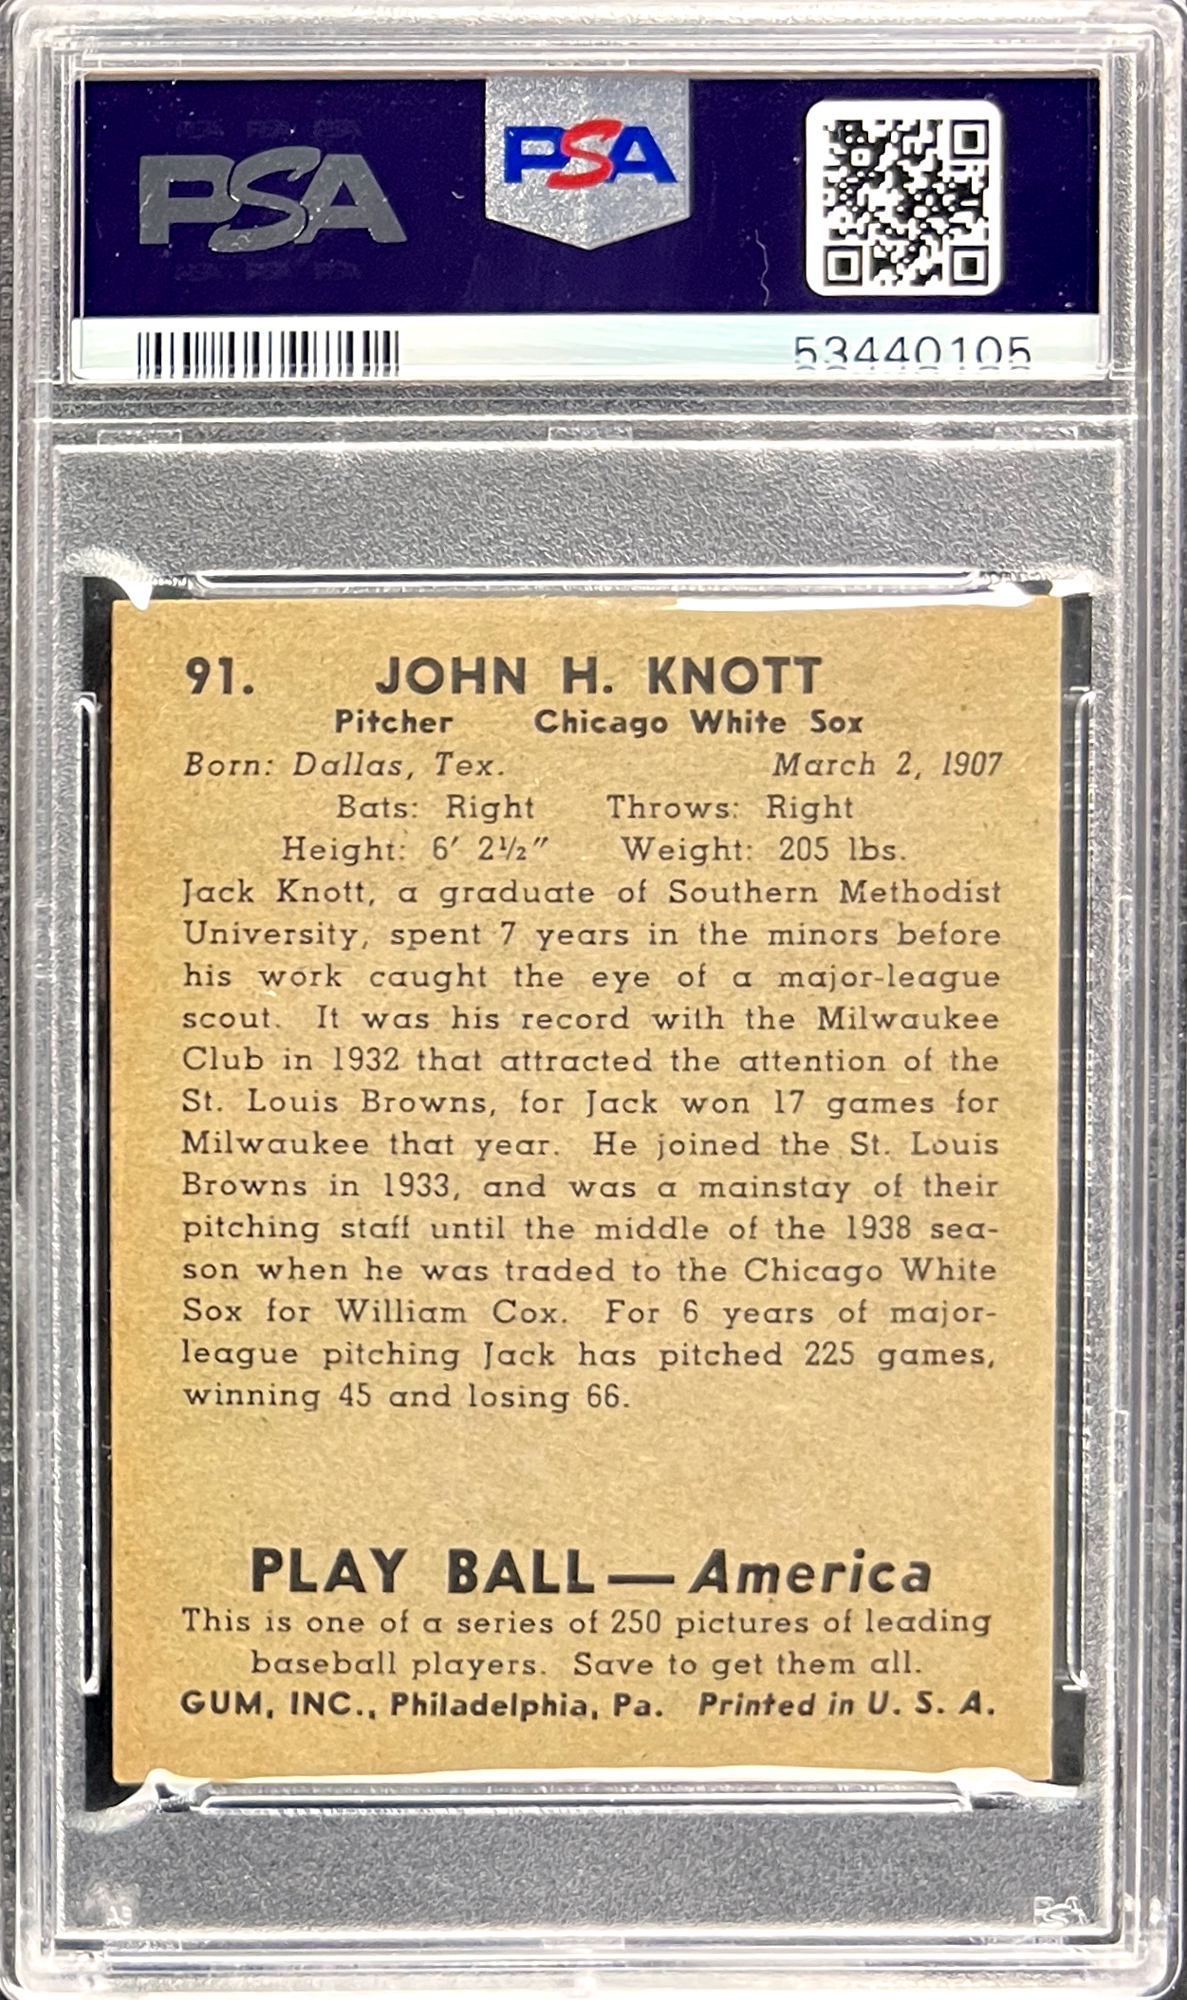 PSA PSA
53440105
91. JOHN H. KNOTT
Pitcher Chicago White Sox
Born: Dallas, Tex. March 2, 1907
Bats: Right Throws: Right
Height: 6′ 2½″ Weight: 205 lbs.
Jack Knott, a graduate of Southern Methodist
University, spent 7 years in the minors before
his work caught the eye of a major-league
scout. It was his record with the Milwaukee
Club in 1932 that attracted the attention of the
St. Louis Browns, for Jack won 17 games for
Milwaukee that year. He joined the St. Louis
Browns in 1933, and was a mainstay of their
pitching staff until the middle of the 1938 sea-
son when he was traded to the Chicago White
Sox for William Cox. For 6 years of major-
league pitching Jack has pitched 225 games,
winning 45 and losing 66.
PLAY BALL — America
This is one of a series of 250 pictures of leading
baseball players. Save to get them all.
GUM, INC., Philadelphia, Pa. Printed in U. S. A.
PSA